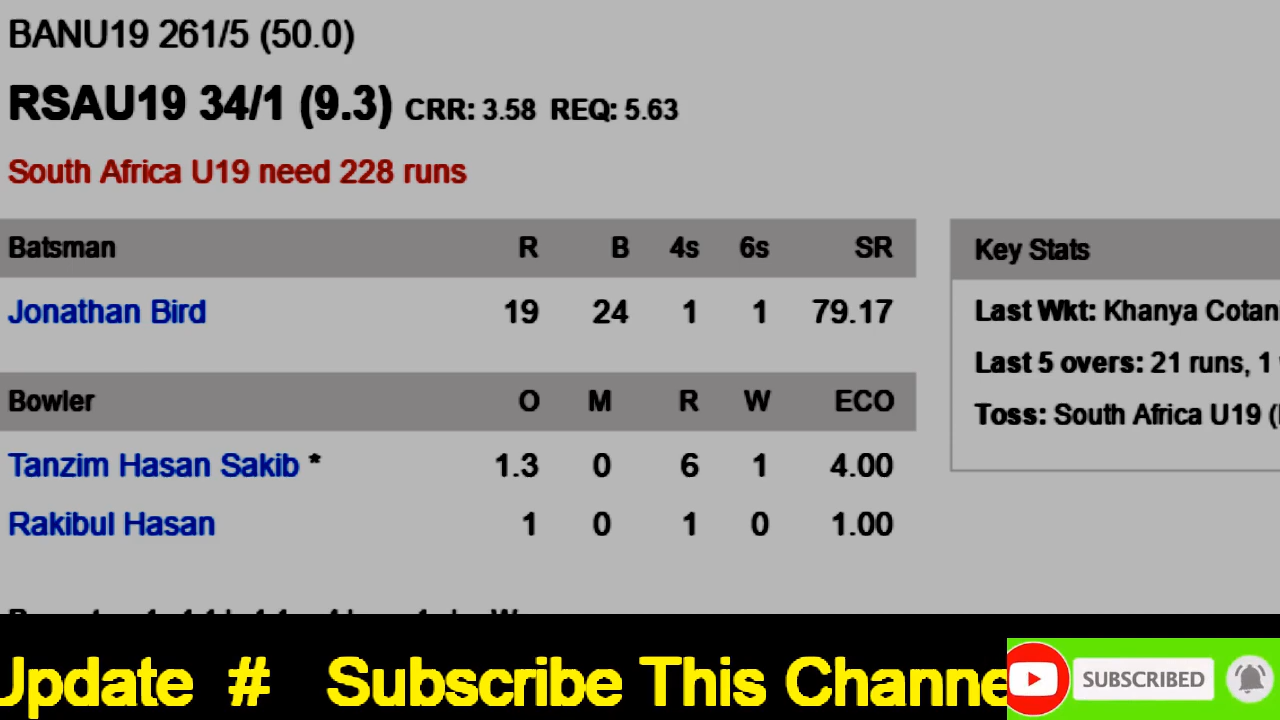 BANU19 261/5 (50.0)
RSAU19 34/1 (9.3) CRR: 3.58 REQ: 5.63
South Africa U19 need 228 runs
Batsman R B 4s 6s SR
Jonathan Bird 19 24 1 1 79.17
Bowler O M R W ECO
Tanzim Hasan Sakib * 1.3 0 6 1 4.00
Rakibul Hasan 1 0 1 0 1.00
Key Stats
Last Wkt: Khanya Cotan
Last 5 overs: 21 runs, 1
Toss: South Africa U19 (
Update # Subscribe This Channe
SUBSCRIBED